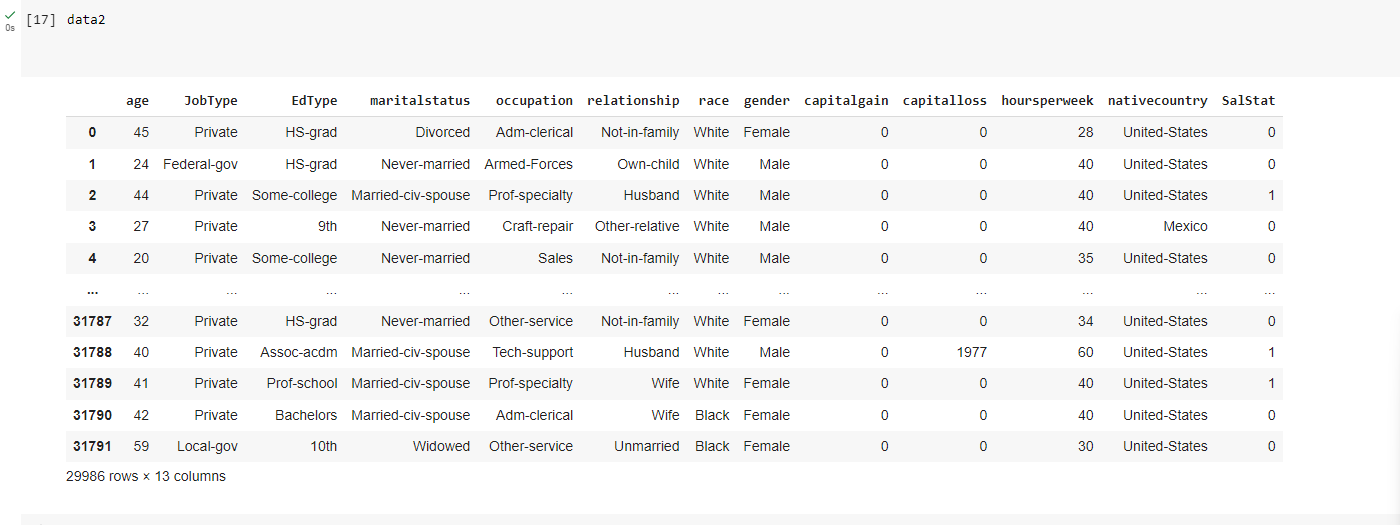 [17] data2
0s
age JobType EdType maritalstatus occupation relationship race gender capitalgain capitalloss hoursperweek nativecountry SalStat
0 45 Private HS-grad Divorced Adm-clerical Not-in-family White Female 0 0 28 United-States 0
1 24 Federal-gov HS-grad Never-married Armed-Forces Own-child White Male 0 0 40 United-States 0
2 44 Private Some-college Married-civ-spouse Prof-specialty Husband White Male 0 0 40 United-States 1
3 27 Private 9th Never-married Craft-repair Other-relative White Male 0 0 40 Mexico 0
4 20 Private Some-college Never-married Sales Not-in-family White Male 0 0 35 United-States 0
... ... ... ... ... ... ... ... ... ... ... ... ... ...
31787 32 Private HS-grad Never-married Other-service Not-in-family White Female 0 0 34 United-States 0
31788 40 Private Assoc-acdm Married-civ-spouse Tech-support Husband White Male 0 1977 60 United-States 1
31789 41 Private Prof-school Married-civ-spouse Prof-specialty Wife White Female 0 0 40 United-States 1
31790 42 Private Bachelors Married-civ-spouse Adm-clerical Wife Black Female 0 0 40 United-States 0
31791 59 Local-gov 10th Widowed Other-service Unmarried Black Female 0 0 30 United-States 0
29986 rows × 13 columns